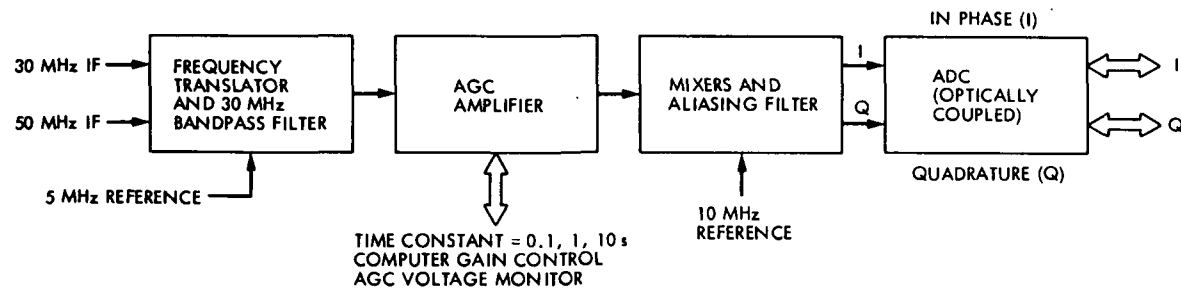 30 MHz IF
50 MHz IF
FREQUENCY
TRANSLATOR
AND 30 MHz
BANDPASS FILTER
5 MHz REFERENCE
AGC
AMPLIFIER
TIME CONSTANT = 0.1, 1, 10 s
COMPUTER GAIN CONTROL
AGC VOLTAGE MONITOR
MIXERS AND
ALIASING FILTER
10 MHz
REFERENCE
I
Q
IN PHASE (I)
ADC
(OPTICALLY
COUPLED)
QUADRATURE (Q)
I
Q